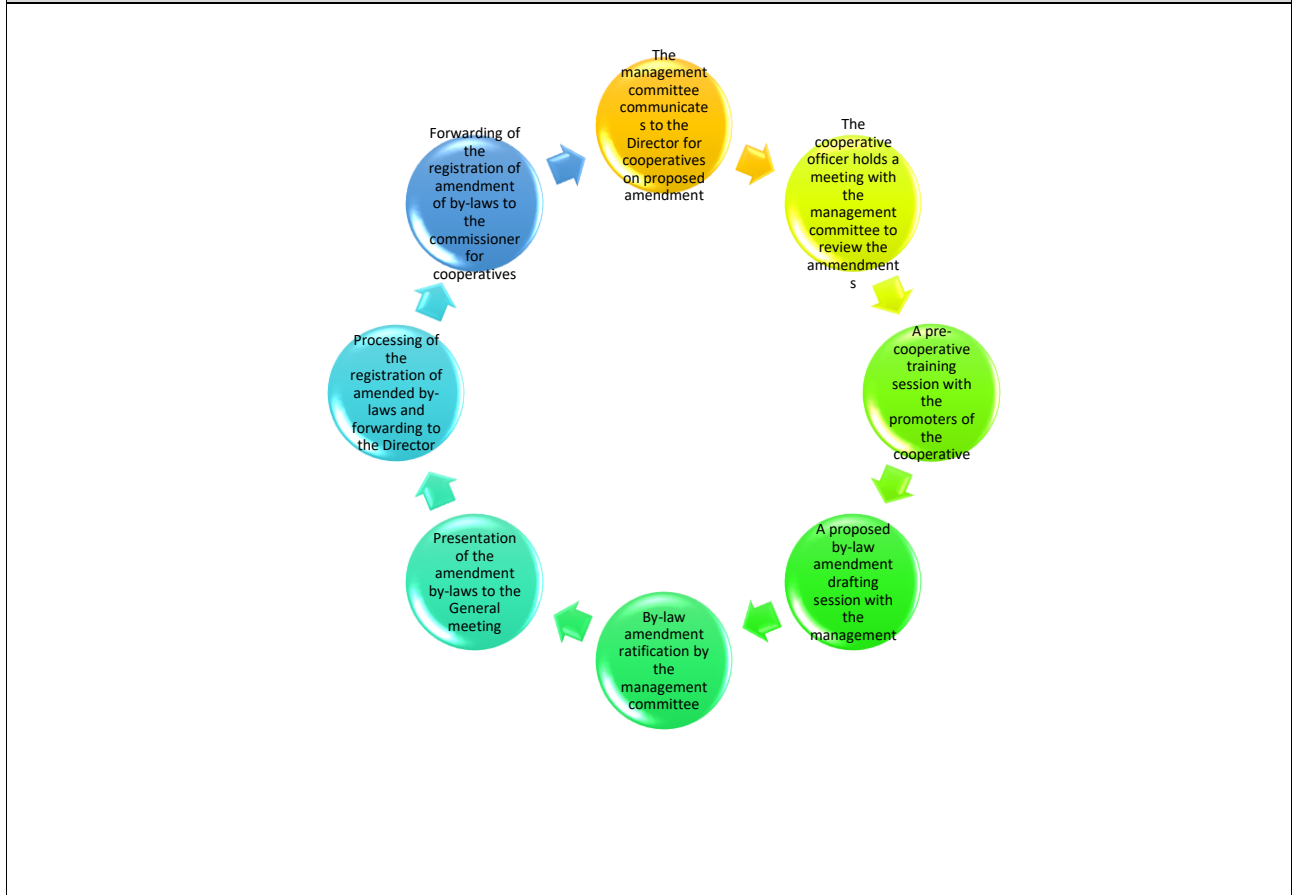 The
management
committee
communicate
s to the
Director for
cooperatives
on proposed
amendment
The
cooperative
officer holds a
meeting with
the
management
committee to
review the
ammendment
s
A pre-
cooperative
training
session with
the
promoters of
the
cooperative
A proposed
by-law
amendment
drafting
session with
the
management
By-law
amendment
ratification by
the
management
committee
Presentation
of the
amendment
by-laws to the
General
meeting
Processing of
the
registration of
amended by-
laws and
forwarding to
the Director
Forwarding of
the
registration of
amendment
of by-laws to
the
commissioner
for
cooperatives